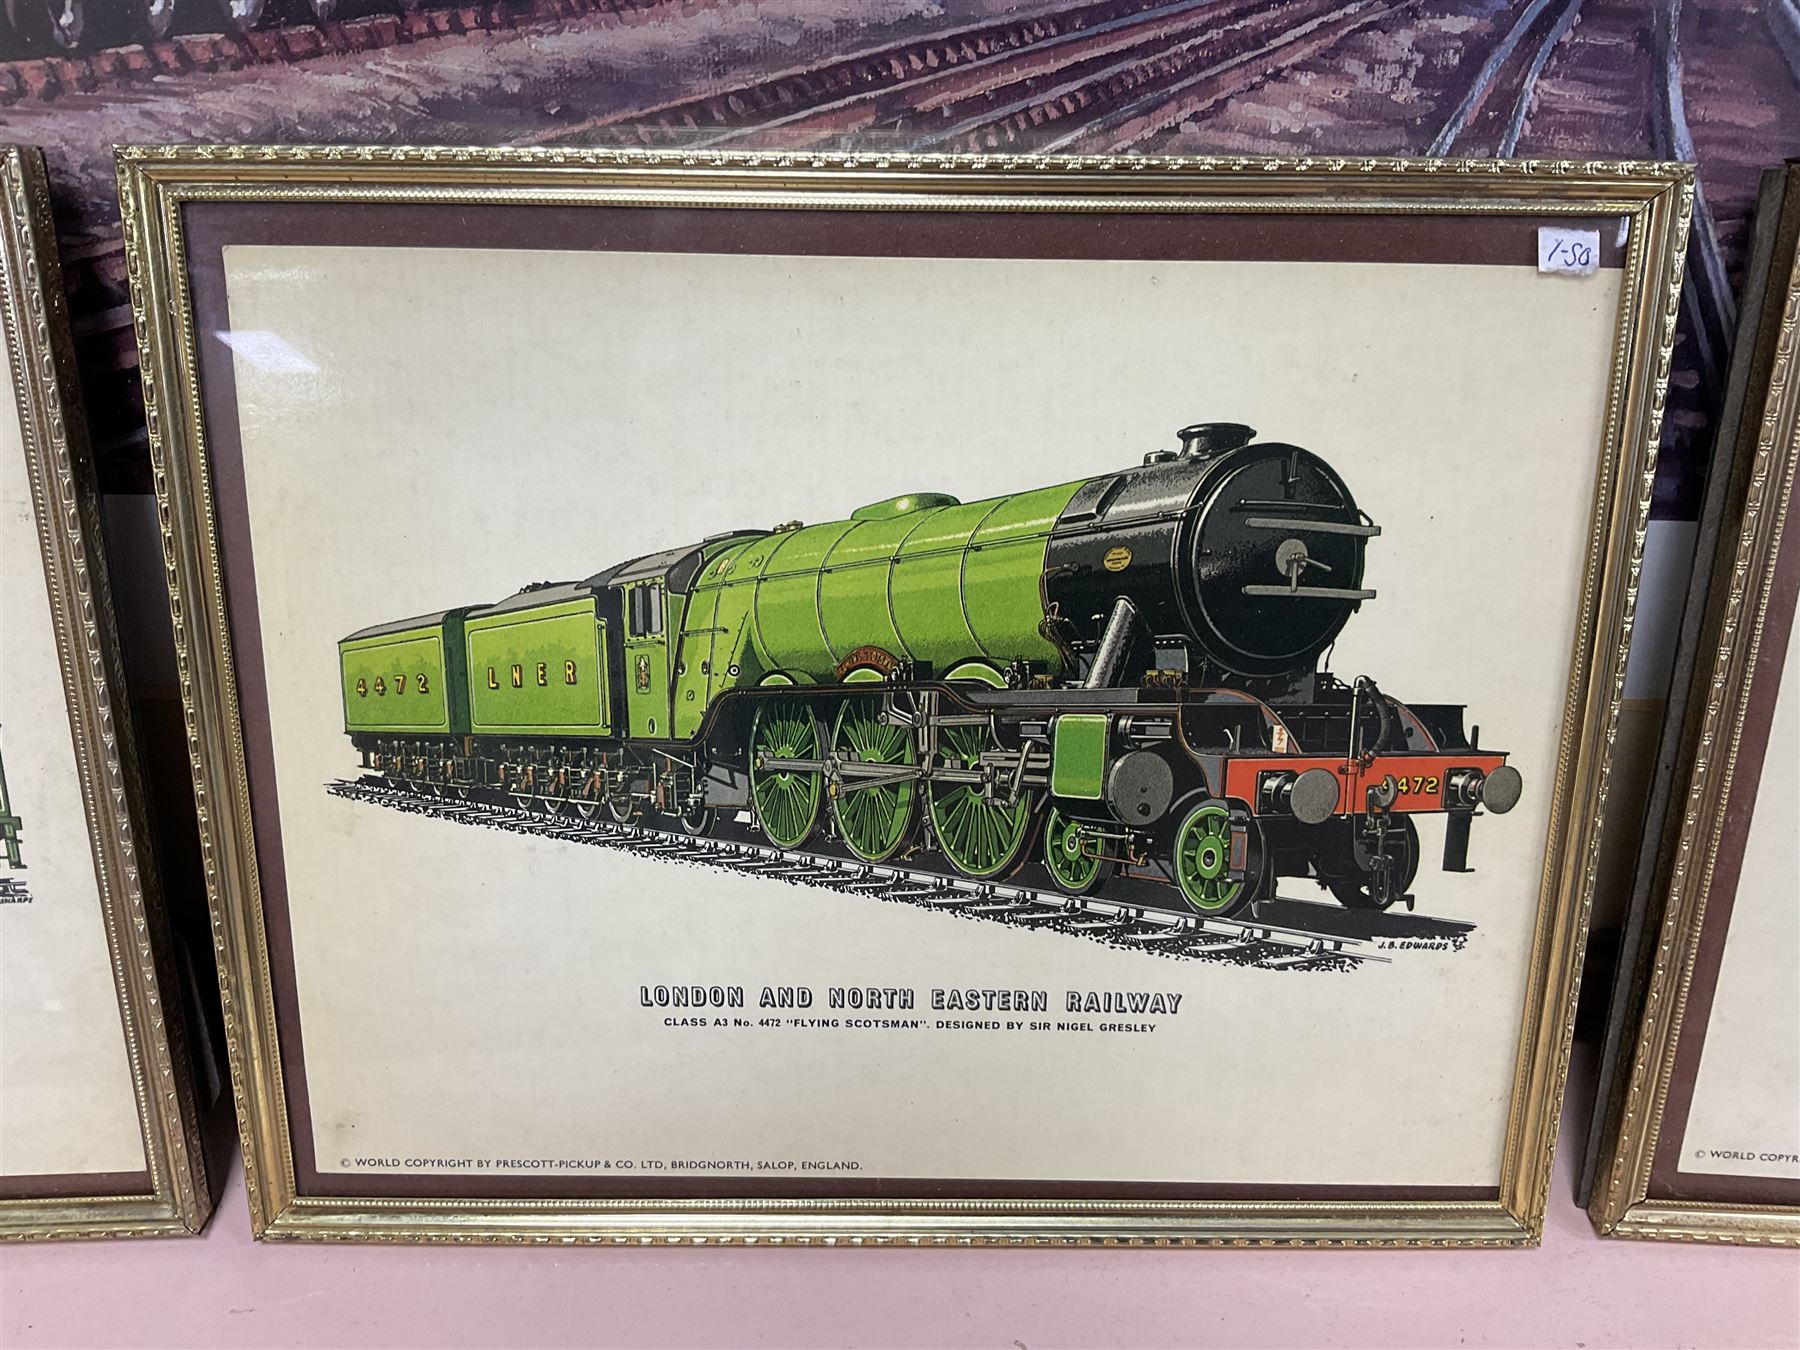 1-50
4472
LNER
4472
J.B. EDWARDS
LONDON AND NORTH EASTERN RAILWAY
CLASS A3 No. 4472 "FLYING SCOTSMAN". DESIGNED BY SIR NIGEL GRESLEY
© WORLD COPYRIGHT BY PRESCOTT-PICKUP & CO. LTD, BRIDGNORTH, SALOP, ENGLAND.
SHARPE
© WORLD COPYR